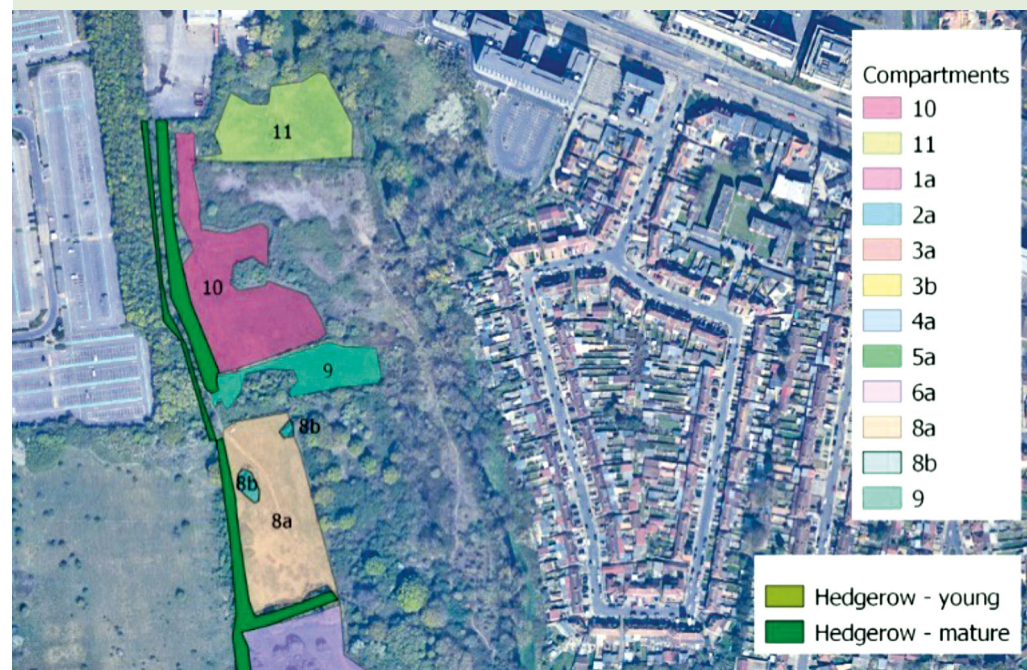 11
10
9
8b
8b
8a
Compartments
10
11
1a
2a
3a
3b
4a
5a
6a
8a
8b
9
Hedgerow - young
Hedgerow - mature